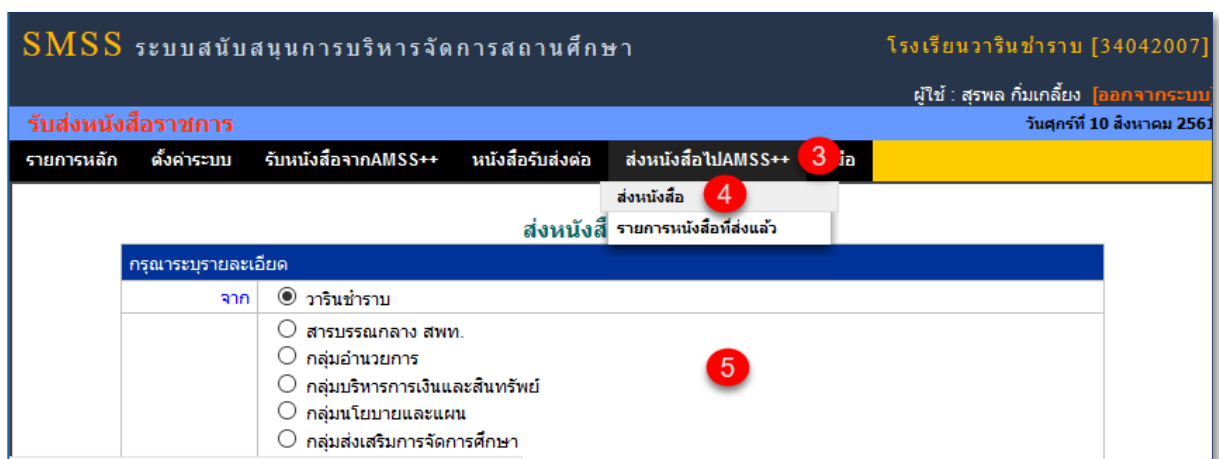 SMSS ระบบสนับสนุนการบริหารจัดการสถานศึกษา
โรงเรียนวารินชำราบ [34042007]
ผู้ใช้ : สุรพล กิ่มเกลี้ยง [ออกจากระบบ]
รับส่งหนังสือราชการ
วันศุกร์ที่ 10 สิงหาคม 2561
รายการหลัก ตั้งค่าระบบ รับหนังสือจากAMSS++ หนังสือรับส่งต่อ ส่งหนังสือไปAMSS++ 3 มือ
ส่งหนังสือ 4
รายการหนังสือที่ส่งแล้ว
ส่งหนังสื
กรุณาระบุรายละเอียด
จาก วารินชำราบ
สารบรรณกลาง สพท.
กลุ่มอำนวยการ
5
กลุ่มบริหารการเงินและสินทรัพย์
กลุ่มนโยบายและแผน
กลุ่มส่งเสริมการจัดการศึกษา